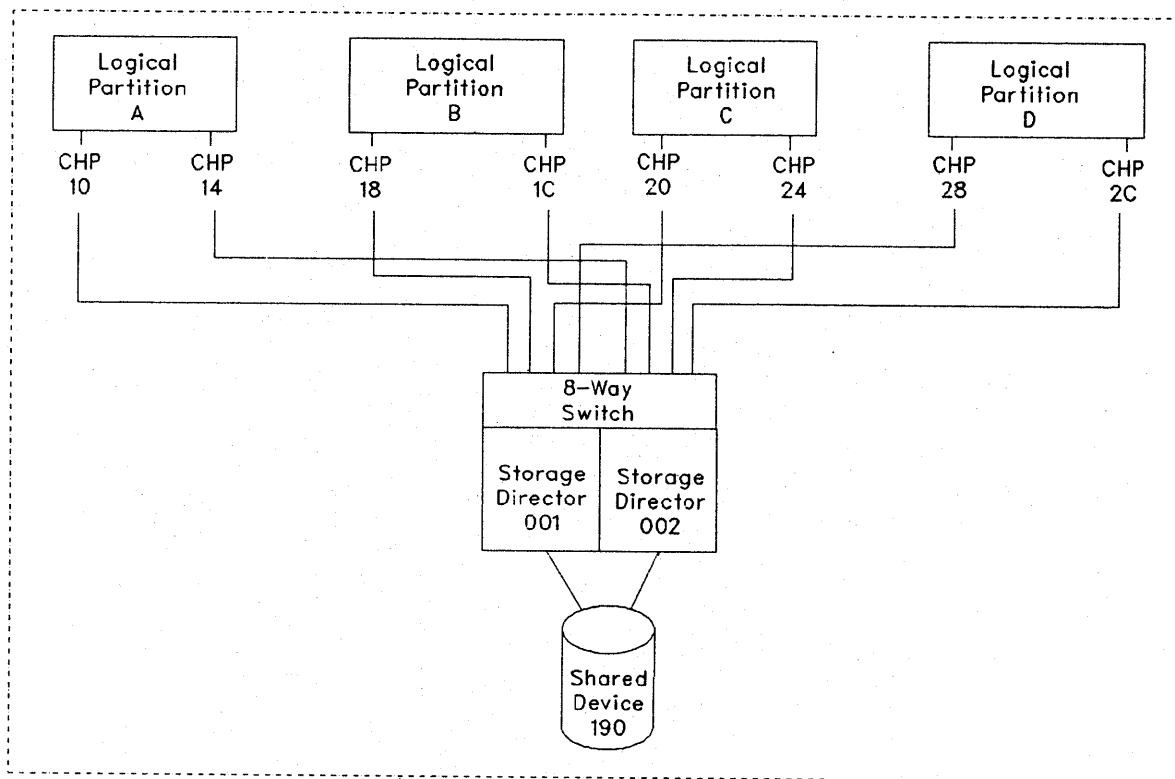 Logical
Partition
A
Logical
Partition
B
Logical
Partition
C
Logical
Partition
D
CHP
10
CHP
14
CHP
18
CHP
1C
CHP
20
CHP
24
CHP
28
CHP
2C
8-Way
Switch
Storage
Director
001
Storage
Director
002
Shared
Device
190